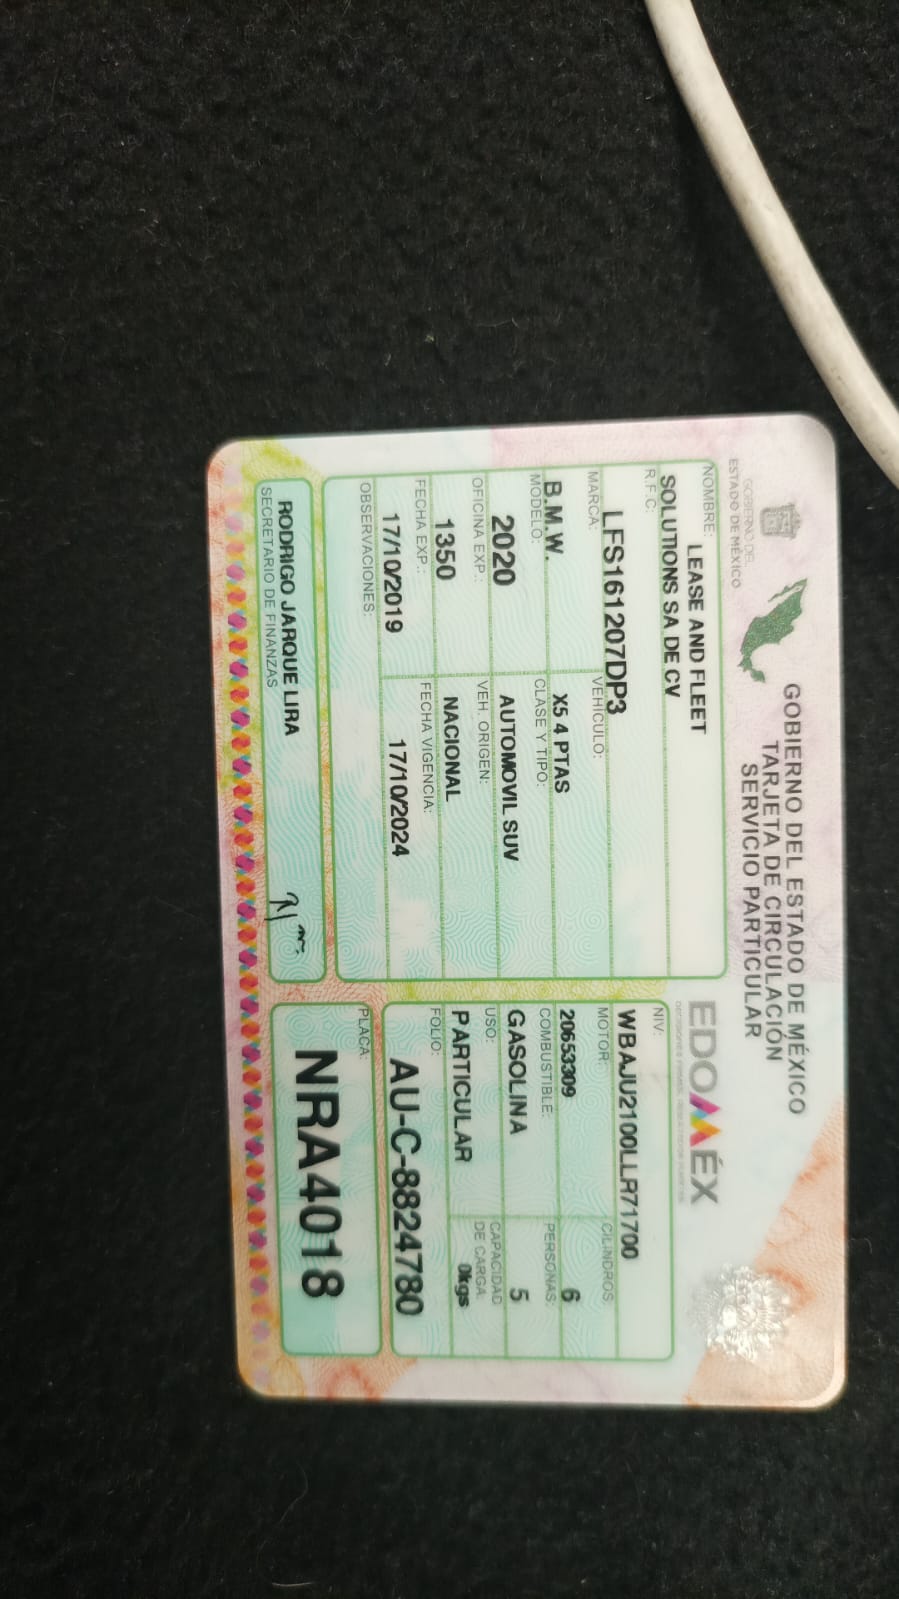 GOBIERNO DEL
ESTADO DE MÉXICO
GOBIERNO DEL ESTADO DE MÉXICO
TARJETA DE CIRCULACIÓN
SERVICIO PARTICULAR
EDOMÉX
NOMBRE:
LEASE AND FLEET
SOLUTIONS SA DE CV
R.F.C:
LFS161207DP3
MARCA: VEHÍCULO:
B.M.W. X5 4 PTAS
MODELO: CLASE Y TIPO:
2020 AUTOMOVIL SUV
OFICINA EXP.: VEH. ORIGEN:
1350 NACIONAL
FECHA EXP.: FECHA VIGENCIA:
17/10/2019 17/10/2024
OBSERVACIONES:
RODRIGO JARQUE LIRA
SECRETARIO DE FINANZAS
NIV:
WBAJU2100LLR71700
MOTOR: CILINDROS:
20653309 6
COMBUSTIBLE: PERSONAS:
GASOLINA 5
USO: CAPACIDAD
DE CARGA:
PARTICULAR 0kgs
FOLIO:
AU-C-8824780
PLACA:
NRA4018